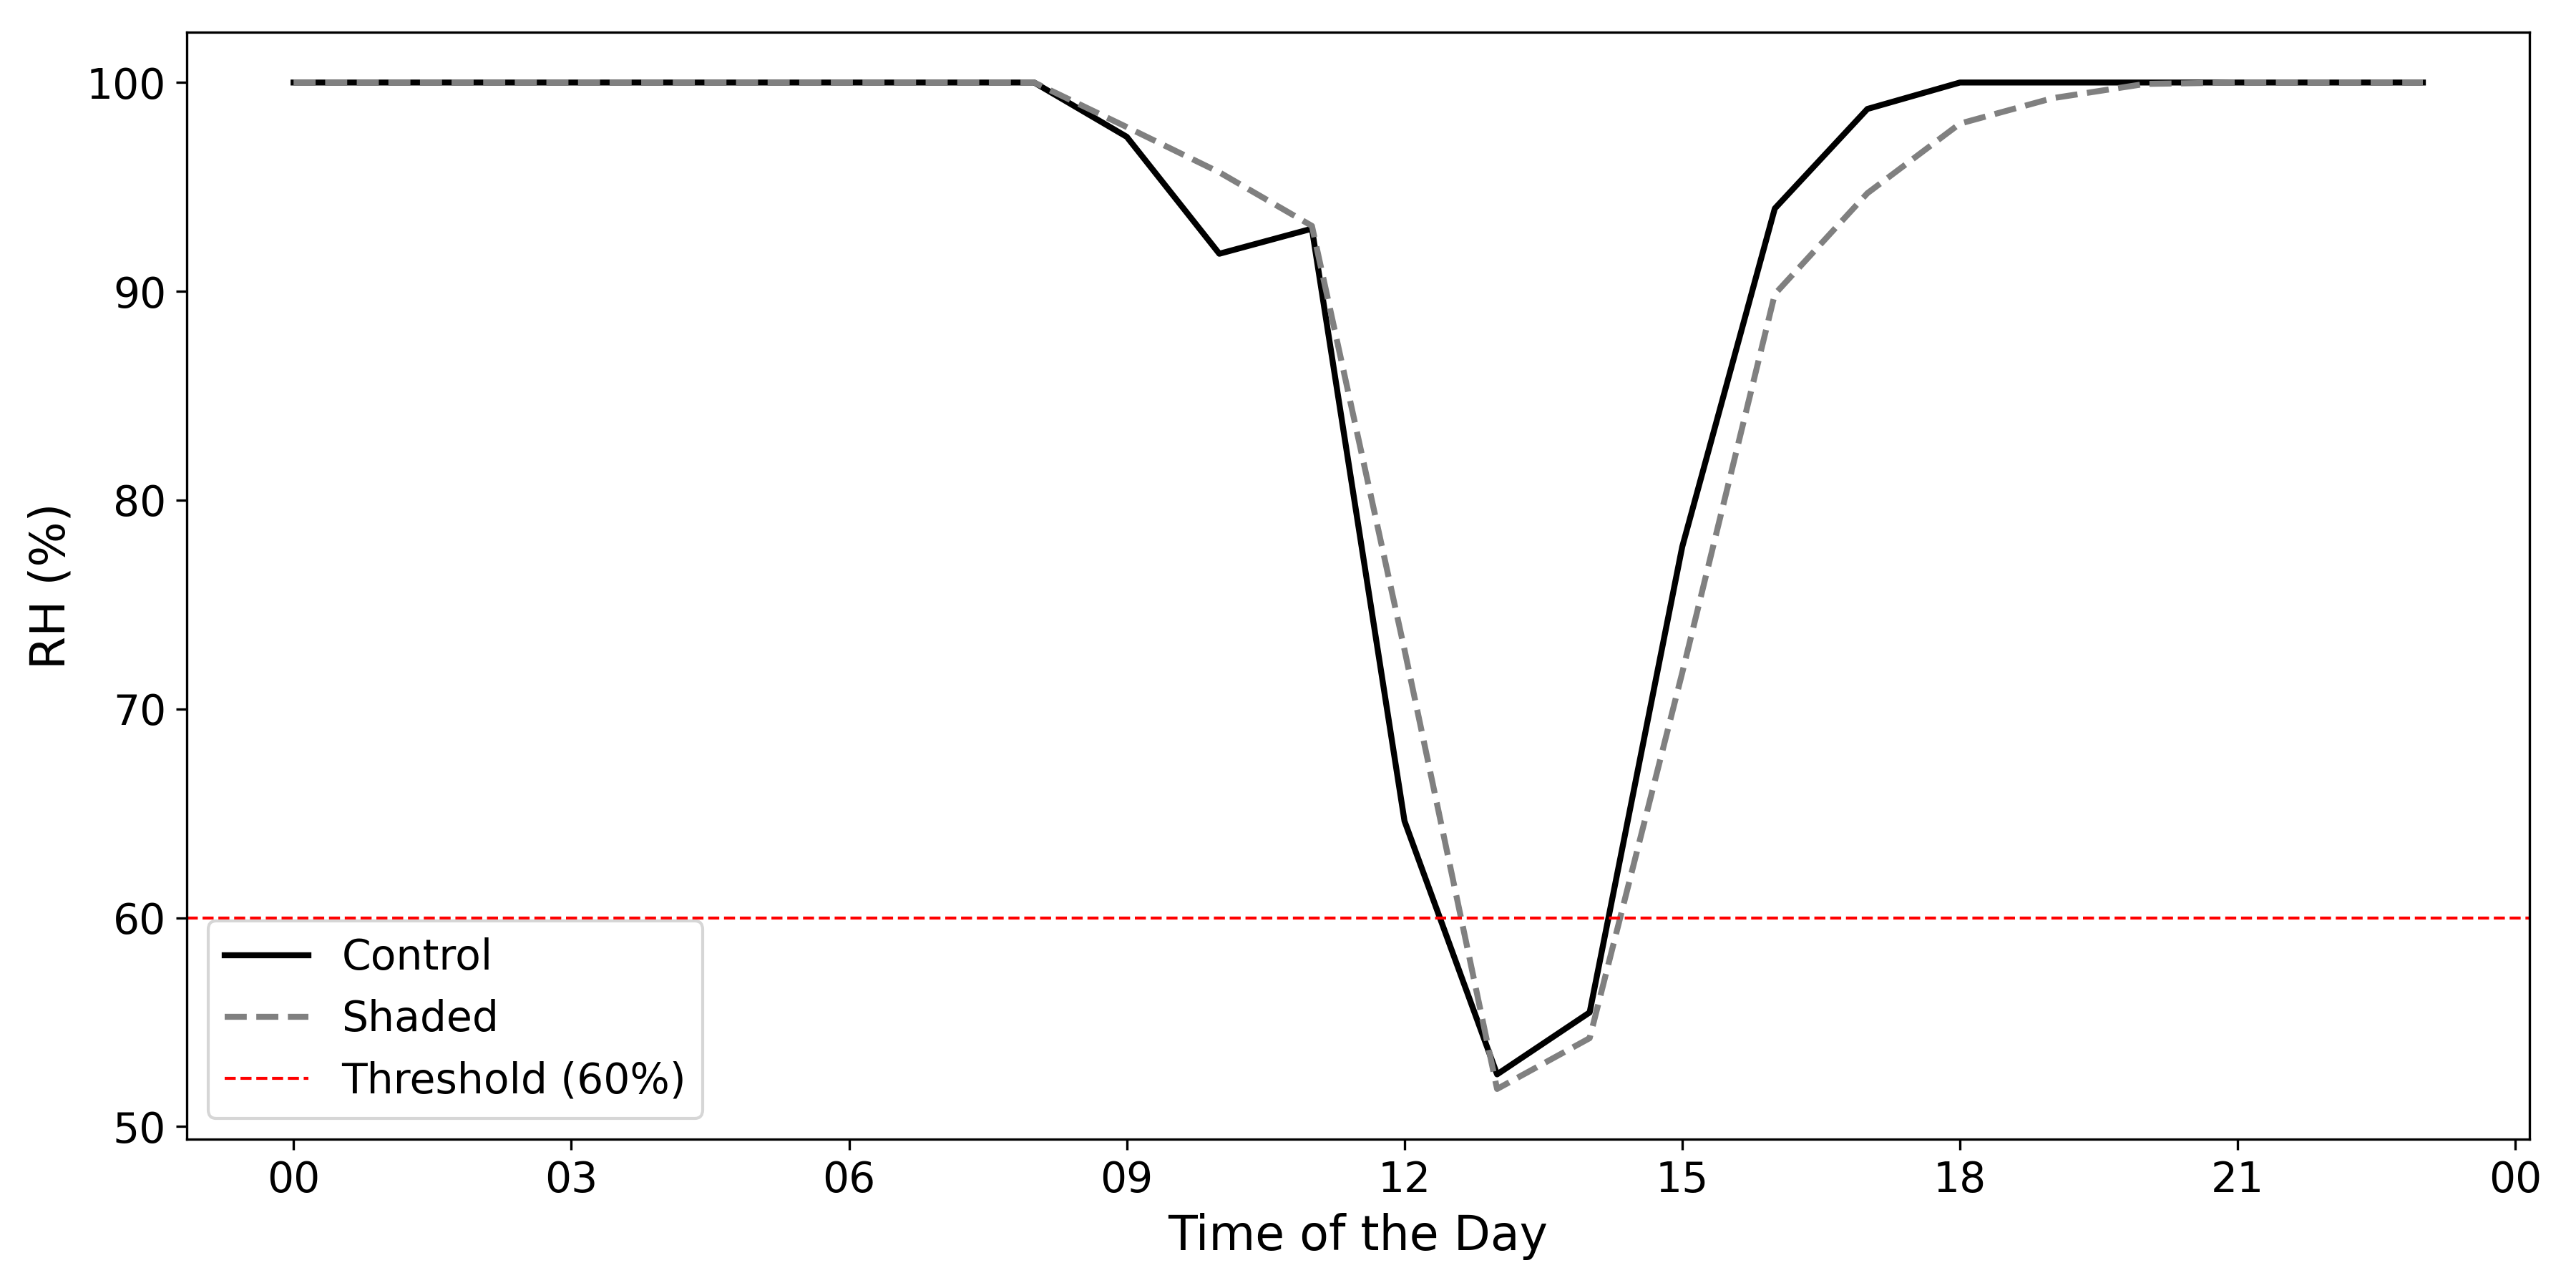 100
90
80
70
60
50
RH (%)
Control
Shaded
Threshold (60%)
00 03 06 09 12 15 18 21 00
Time of the Day